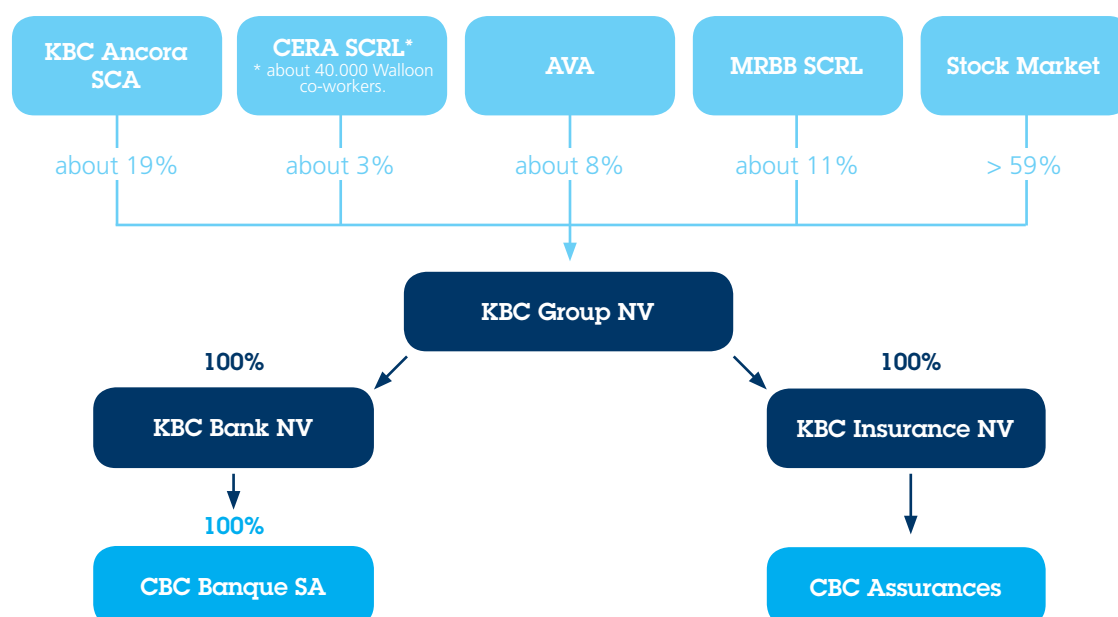 KBC Ancora
SCA
CERA SCRL*
* about 40.000 Walloon
co-workers.
AVA
MRBB SCRL
Stock Market
about 19%
about 3%
about 8%
about 11%
> 59%
KBC Group NV
100%
100%
KBC Bank NV
KBC Insurance NV
100%
CBC Banque SA
CBC Assurances